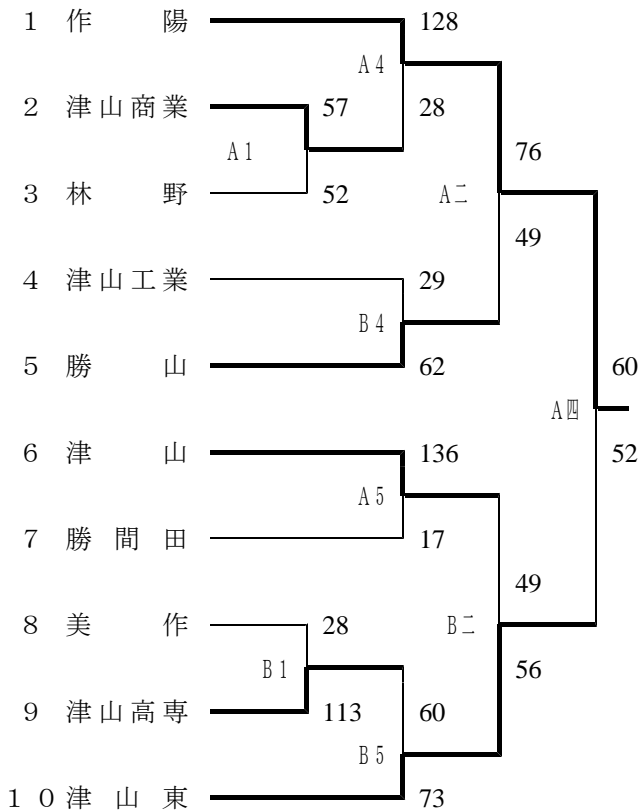 1 作陽 128
A4
2 津山商業 57 28
A1 76
3 林野 52 A二
49
4 津山工業 29
B4
5 勝山 62 60
A四
6 津山 136 52
A5
7 勝間田 17
49
8 美作 28 B二
B1 56
9 津山高専 113 60
B5
10 津山東 73